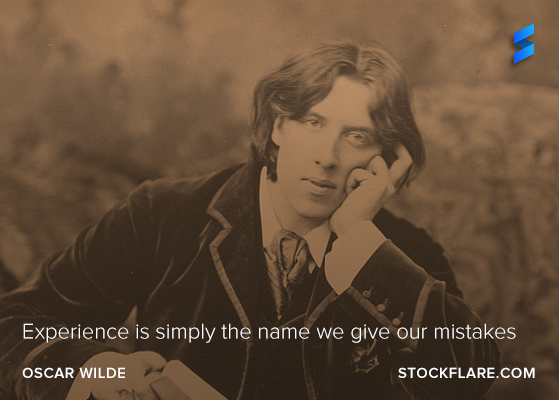 Experience is simply the name we give our mistakes
OSCAR WILDE
STOCKFLARE.COM